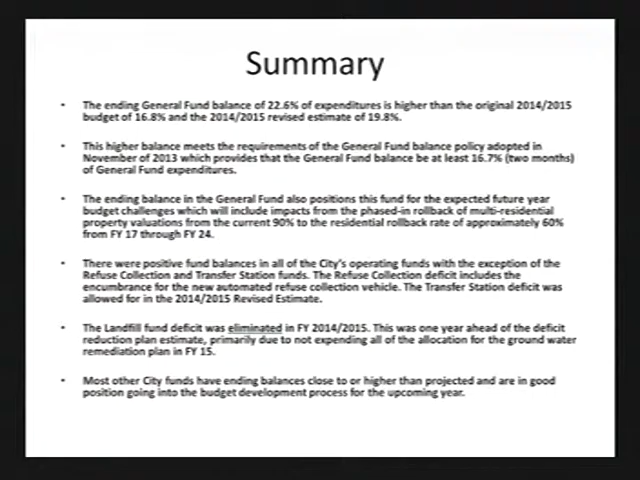 Summary
• The ending General Fund balance of 22.6% of expenditures is higher than the original 2014/2015
budget of 16.8% and the 2014/2015 revised estimate of 19.8%.
• This higher balance meets the requirements of the General Fund balance policy adopted in
November of 2013 which provides that the General Fund balance be at least 16.7% (two months)
of General Fund expenditures.
• The ending balance in the General Fund also positions this fund for the expected future year
budget challenges which will include impacts from the phased-in rollback of multi-residential
property valuations from the current 90% to the residential rollback rate of approximately 60%
from FY 17 through FY 24.
• There were positive fund balances in all of the City's operating funds with the exception of the
Refuse Collection and Transfer Station funds. The Refuse Collection deficit includes the
encumbrance for the new automated refuse collection vehicle. The Transfer Station deficit was
allowed for in the 2014/2015 Revised Estimate.
• The Landfill fund deficit was eliminated in FY 2014/2015. This was one year ahead of the deficit
reduction plan estimate, primarily due to not expending all of the allocation for the ground water
remediation plan in FY 15.
• Most other City funds have ending balances close to or higher than projected and are in good
position going into the budget development process for the upcoming year.